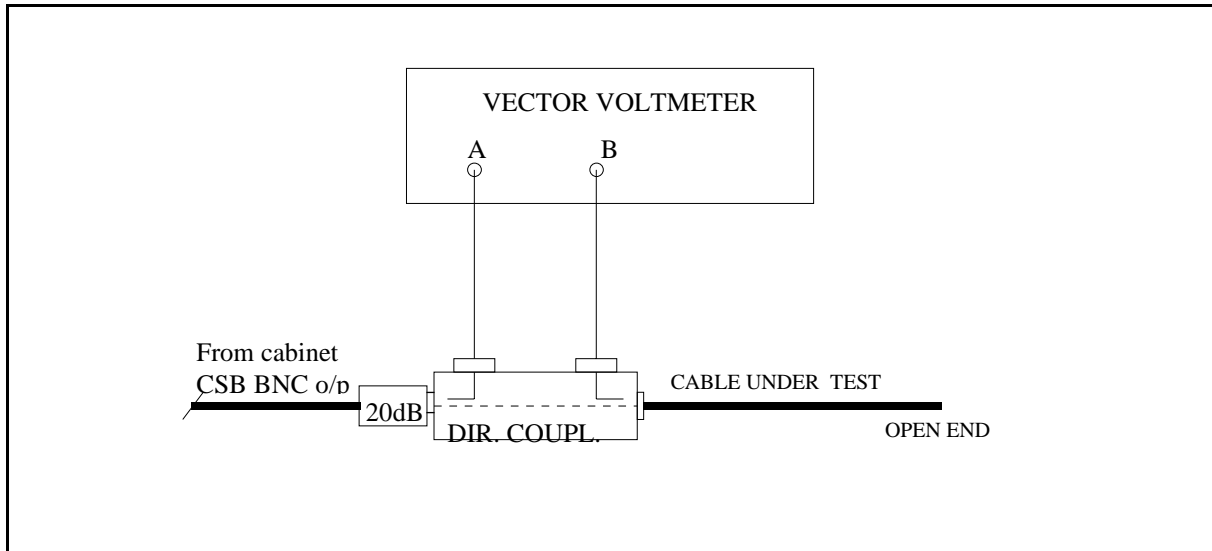 VECTOR VOLTMETER
A B
From cabinet
CSB BNC o/p
20dB
DIR. COUPL.
CABLE UNDER TEST
OPEN END